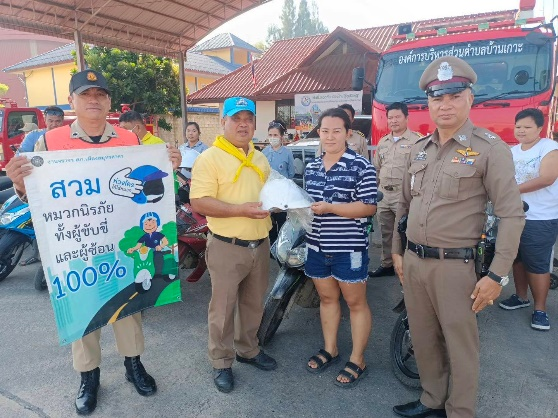 องค์การบริหารส่วนตำบลบ้านเกาะ
สวม
หมวกนิรภัย
ทั้งผู้ขับขี่
และผู้ซ้อน
100%